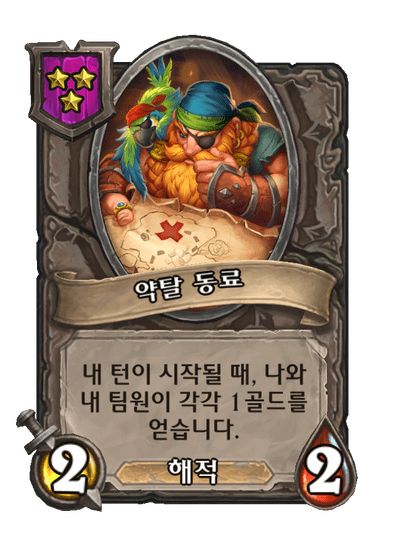 약탈 동료
내 턴이 시작될 때, 나와
내 팀원이 각각 1골드를
얻습니다.
2
해적
2